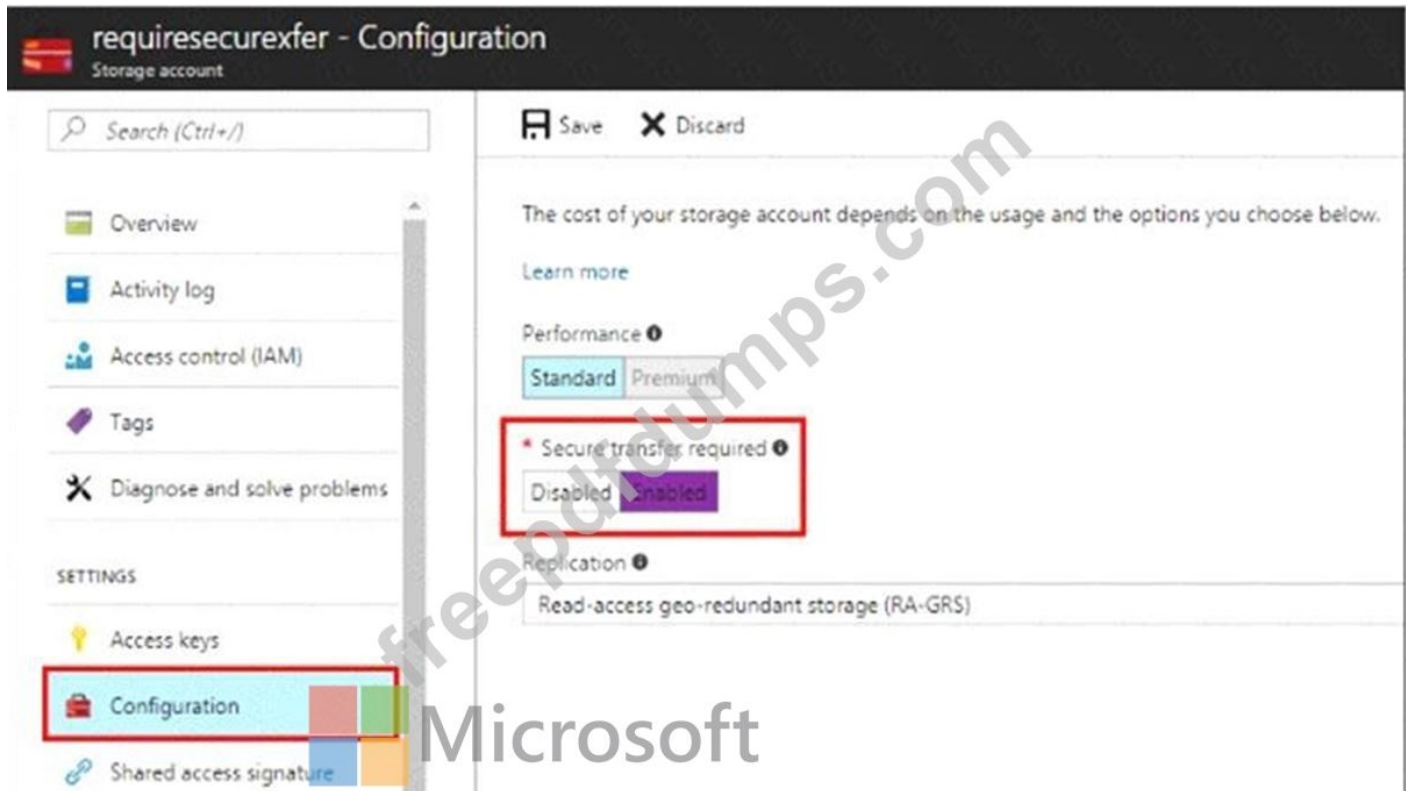 requiresecurexfer - Configuration
Storage account
Search (Ctrl+/)
Overview
Activity log
Access control (IAM)
Tags
Diagnose and solve problems
SETTINGS
Access keys
Configuration
Shared access signature
Save Discard
The cost of your storage account depends on the usage and the options you choose below.
Learn more
Performance
Standard Premium
* Secure transfer required
Disabled Enabled
Replication
Read-access geo-redundant storage (RA-GRS)
freepdfdumps.com
Microsoft